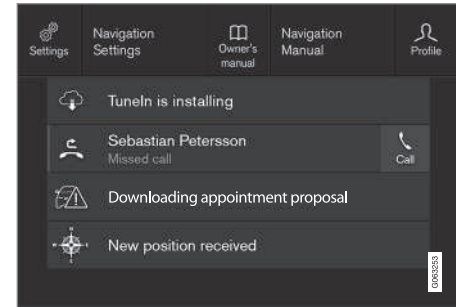 Settings
Navigation
Settings
Owner's
manual
Navigation
Manual
Profile
TuneIn is installing
Sebastian Petersson
Missed call
Call
Downloading appointment proposal
New position received
G063253